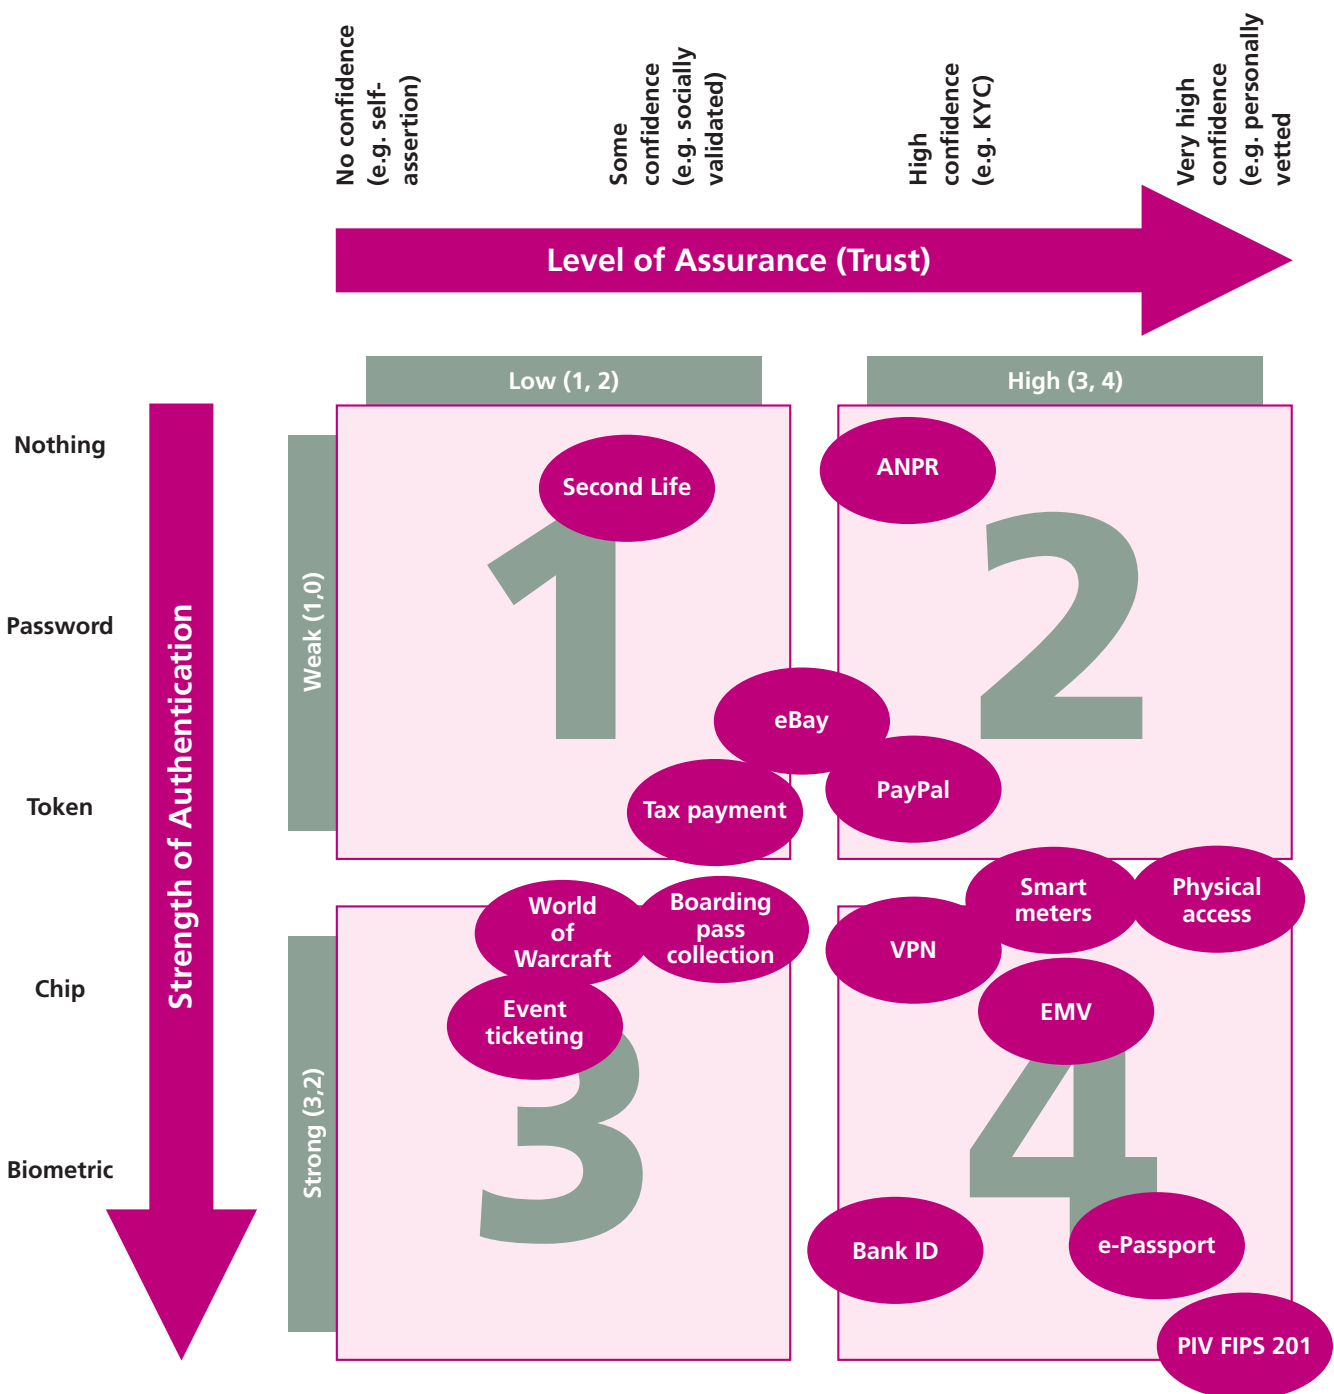 No confidence
(e.g. self-
assertion)
Some
confidence
(e.g. socially
validated)
High
confidence
(e.g. KYC)
Very high
confidence
(e.g. personally
vetted
Level of Assurance (Trust)
Low (1, 2)
High (3, 4)
Strength of Authentication
Nothing
Password
Token
Chip
Biometric
Weak (1,0)
Strong (3,2)
1
Second Life
2
ANPR
eBay
Tax payment
PayPal
3
World
of
Warcraft
Boarding
pass
collection
Event
ticketing
4
Smart
meters
Physical
access
VPN
EMV
Bank ID
e-Passport
PIV FIPS 201